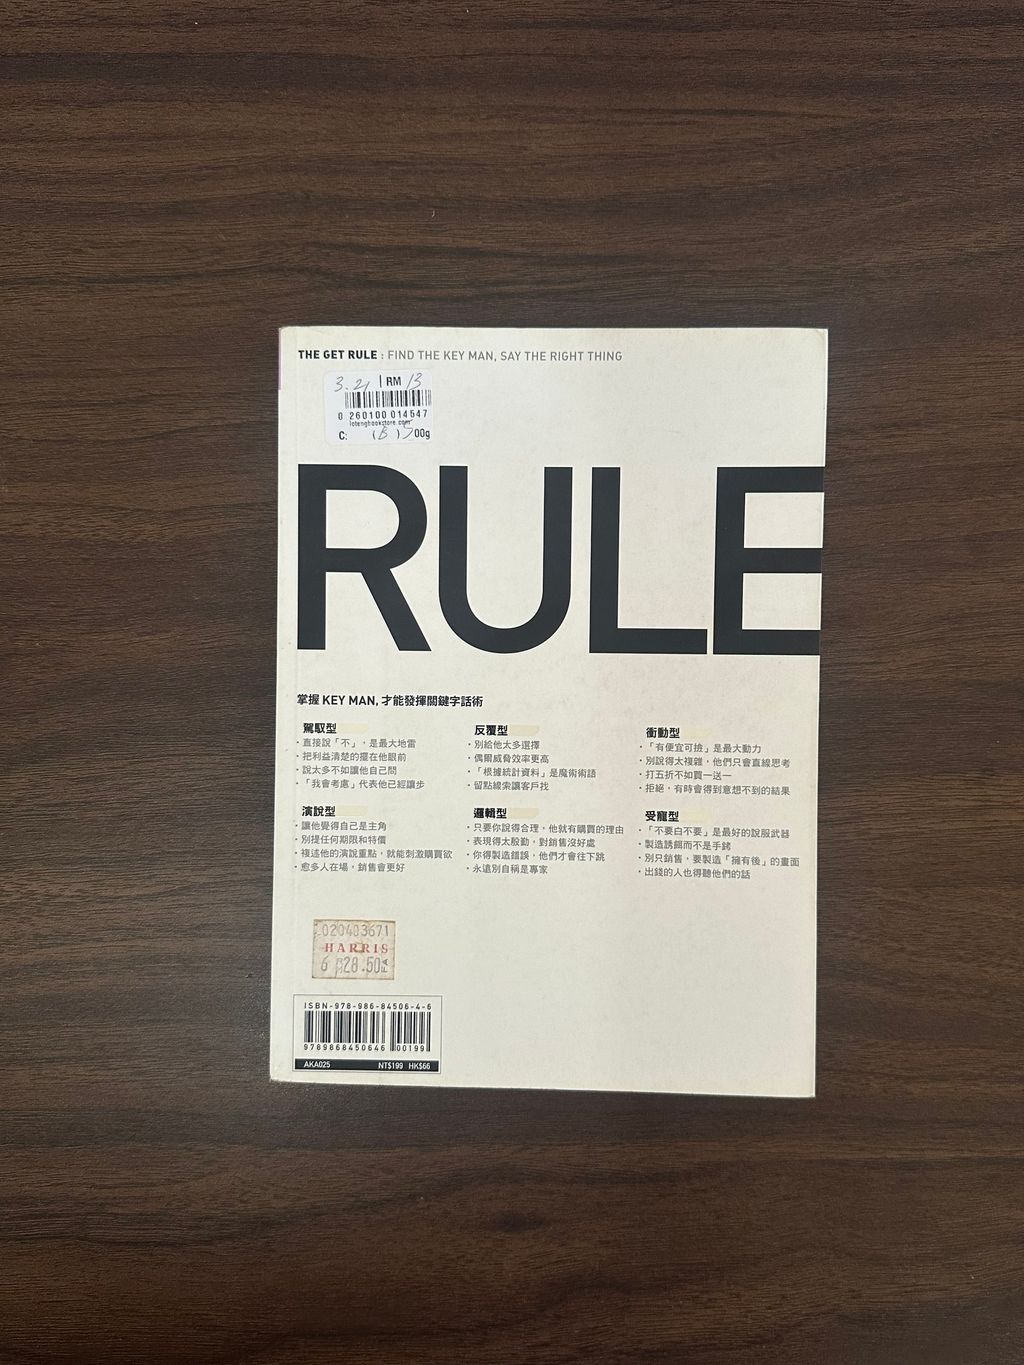 THE GET RULE : FIND THE KEY MAN, SAY THE RIGHT THING
RM 13
0 260100 014547
lotengbookstore.com
C: (B) 500g
RULE
掌握 KEY MAN, 才能發揮關鍵字話術
駕馭型
・直接說「不」，是最大地雷
・把利益清楚的擺在他眼前
・說太多不如讓他自己問
・「我會考慮」代表他已經讓步
反覆型
・別給他太多選擇
・偶爾威脅效率更高
・「根據統計資料」是魔術術語
・留點線索讓客戶找
衝動型
・「有便宜可撿」是最大動力
・別說得太複雜，他們只會直線思考
・打五折不如買一送一
・拒絕，有時會得到意想不到的結果
演說型
・讓他覺得自己是主角
・別提任何期限和特價
・複述他的演說重點，就能刺激購買欲
・愈多人在場，銷售會更好
邏輯型
・只要你說得合理，他就有購買的理由
・表現得太殷勤，對銷售沒好處
・你得製造錯誤，他們才會往下跳
・永遠別自稱是專家
受寵型
・「不要白不要」是最好的說服武器
・製造誘餌而不是手銬
・別只銷售，要製造「擁有後」的畫面
・出錢的人也得聽他們的話
020403671
HARRIS
6 28.50
ISBN-978-986-84506-4-6
9789868450646 00199
AKA025 NT$199 HK$66